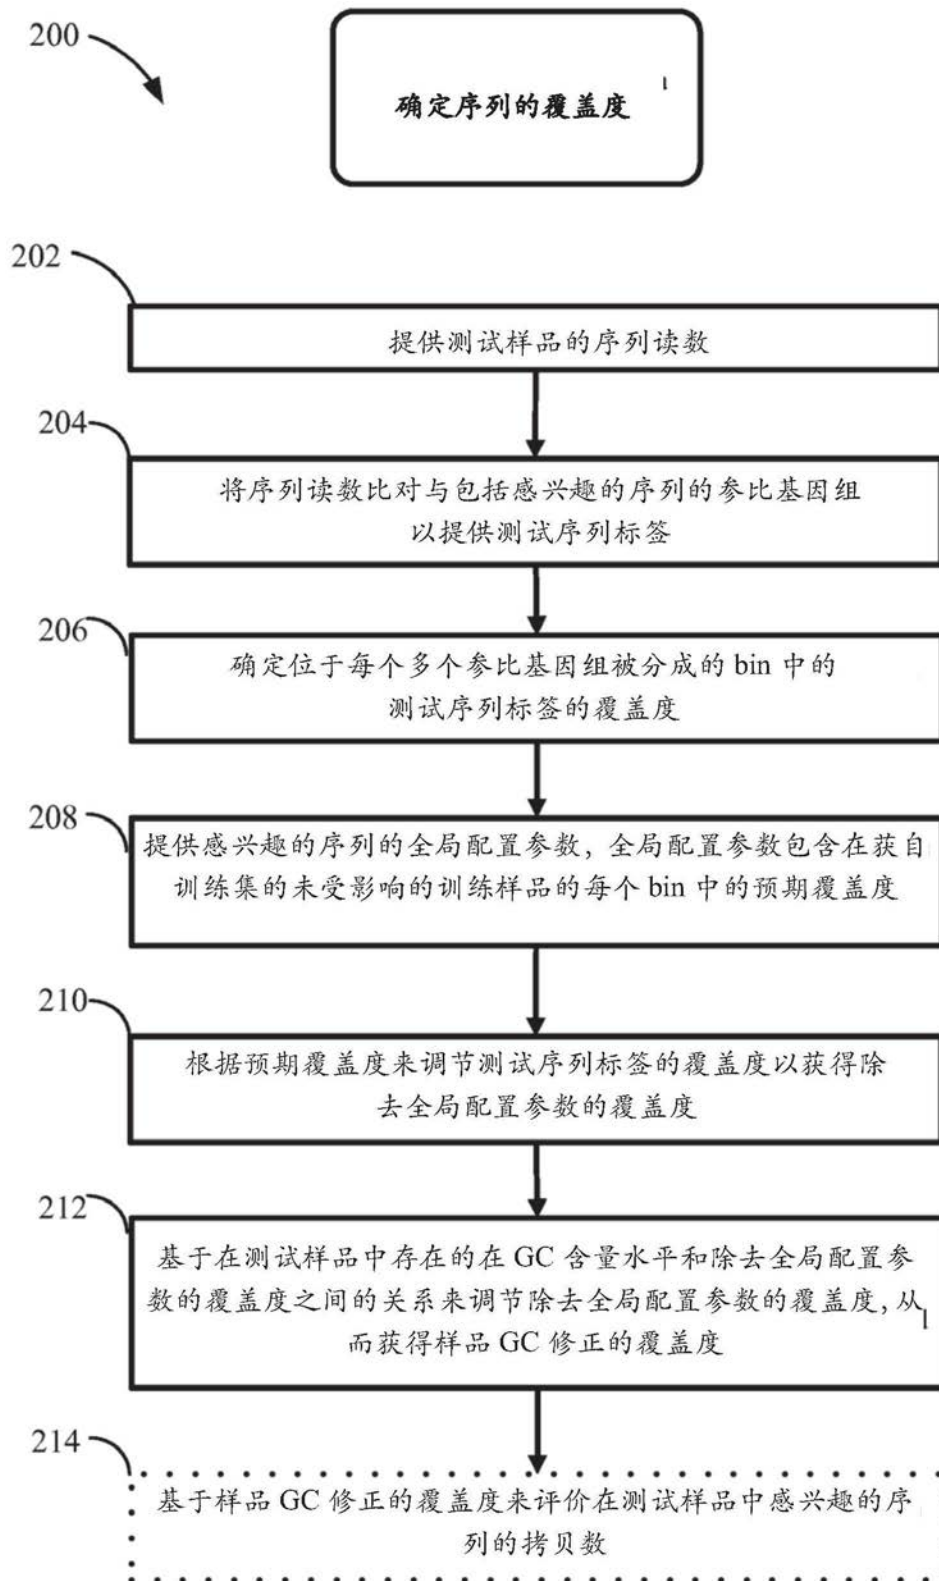 200
确定序列的覆盖度
202
提供测试样品的序列读数
204
将序列读数比对与包括感兴趣的序列的参比基因组
以提供测试序列标签
206
确定位于每个多个参比基因组被分成的 bin 中的
测试序列标签的覆盖度
208
提供感兴趣的序列的全局配置参数, 全局配置参数包含在获自
训练集的未受影响的训练样品的每个 bin 中的预期覆盖度
210
根据预期覆盖度来调节测试序列标签的覆盖度以获得除
去全局配置参数的覆盖度
212
基于在测试样品中存在的在 GC 含量水平和除去全局配置参
数的覆盖度之间的关系来调节除去全局配置参数的覆盖度, 从
而获得样品 GC 修正的覆盖度
214
基于样品 GC 修正的覆盖度来评价在测试样品中感兴趣的序
列的拷贝数